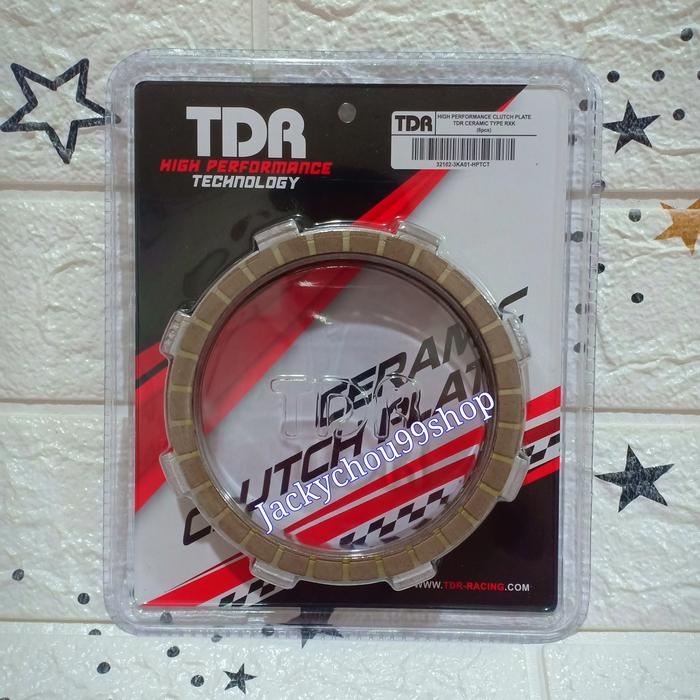 TDR
HIGH PERFORMANCE
TECHNOLOGY
TDR
HIGH PERFORMANCE CLUTCH PLATE
TDR CERAMIC TYPE RXK
(6pcs)
32102-3KA01-HPTCT
CERAMIC
CLUTCH PLATE
TDR
Jackychou99shop
WWW.TDR-RACING.COM